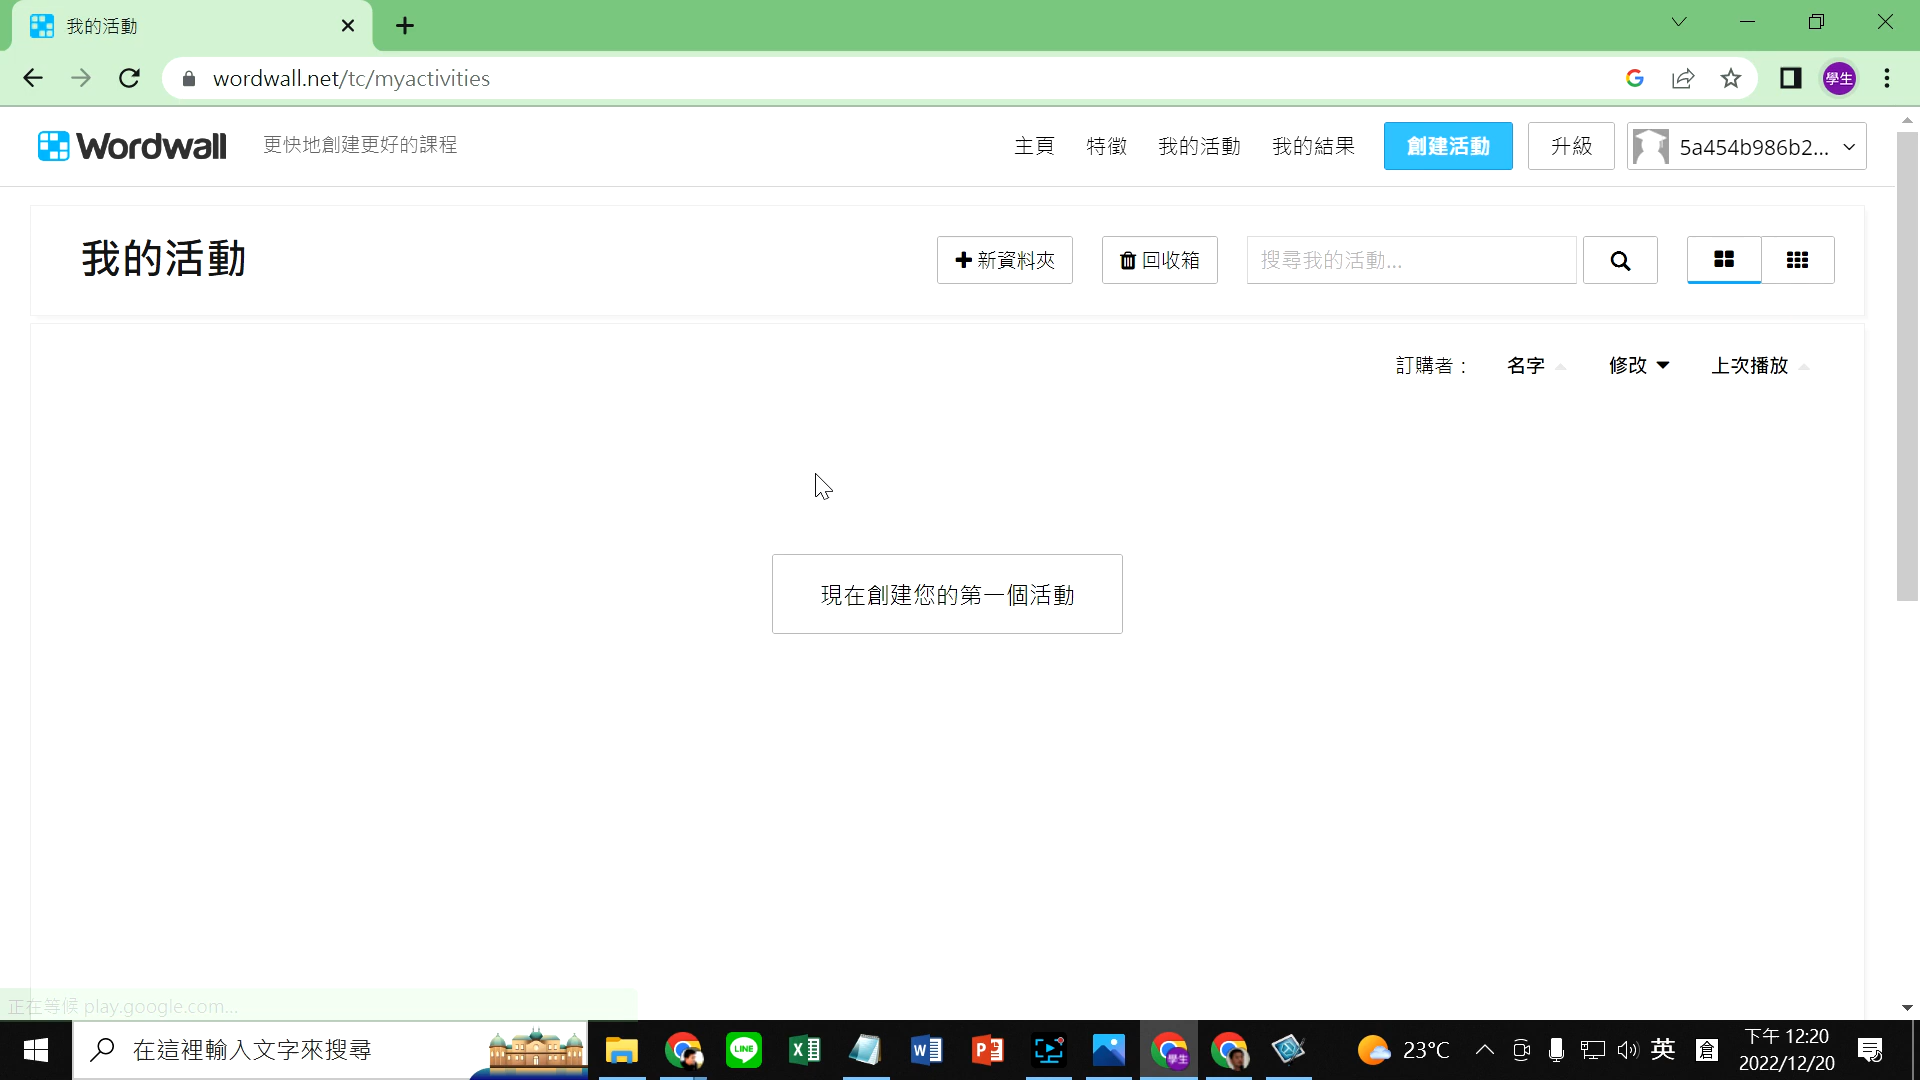 我的活動
wordwall.net/tc/myactivities
學生
Wordwall
更快地創建更好的課程
主頁
特徵
我的活動
我的結果
創建活動
升級
5a454b986b2...
我的活動
新資料夾
回收箱
搜尋我的活動...
訂購者：
名字
修改
上次播放
現在創建您的第一個活動
正在等候 play.google.com...
在這裡輸入文字來搜尋
LINE
學生
23°C
英
倉
下午 12:20
2022/12/20